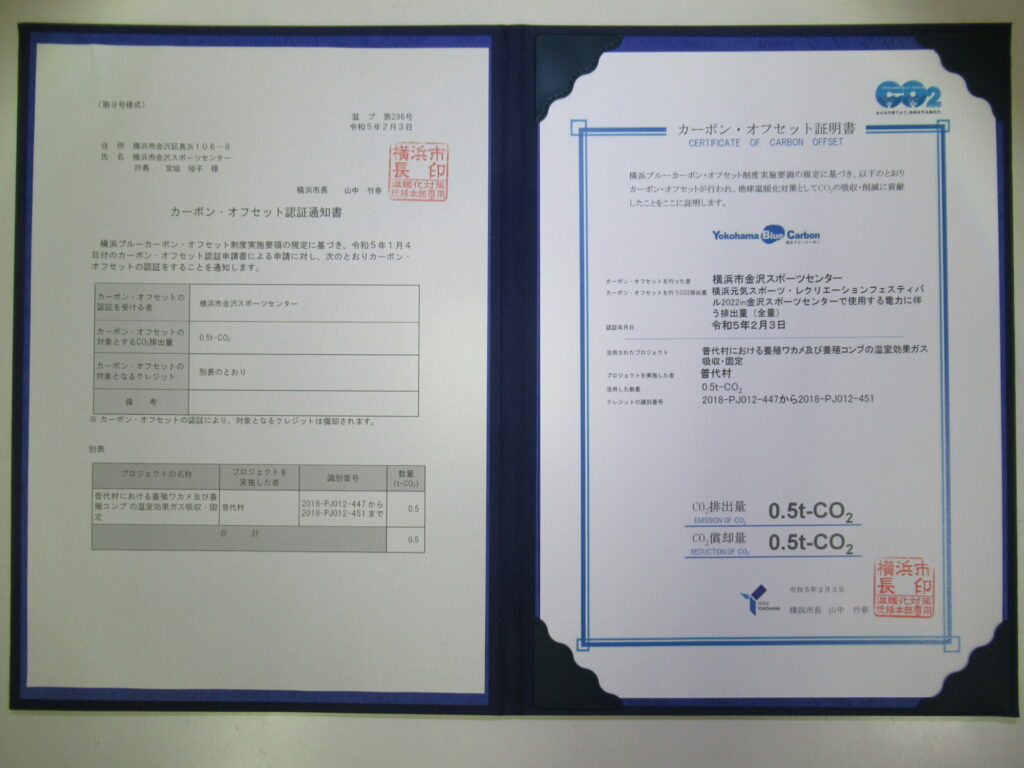 （第９号様式）
温 ブ 第296号
令和５年２月３日
住 所 横浜市金沢区長浜１０６－８
氏 名 横浜市金沢スポーツセンター
所長 宮城 裕子 様
横浜市長 山中 竹春
横浜市
長 印
温暖化対策
統括本部専用
カーボン・オフセット認証通知書
横浜ブルーカーボン・オフセット制度実施要領の規定に基づき、令和５年１月４
日付のカーボン・オフセット認証申請書による申請に対し、次のとおりカーボン・
オフセットの認証をすることを通知します。
カーボン・オフセットの
認証を受ける者
横浜市金沢スポーツセンター
カーボン・オフセットの
対象とするCO₂排出量
0.5t-CO₂
カーボン・オフセットの
対象となるクレジット
別表のとおり
備 考
※ カーボン・オフセットの認証により、対象となるクレジットは償却されます。
別表
プロジェクトの名称
プロジェクトを
実施した者
識別番号
数量
(t-CO₂)
普代村における養殖ワカメ及び養
殖コンブの温室効果ガス吸収・固
定
普代村
2018-PJ012-447 から
2018-PJ012-451 まで
0.5
合 計
0.5
CO2
カーボン・オフセット証明書
CERTIFICATE OF CARBON OFFSET
横浜ブルーカーボン・オフセット制度実施要領の規定に基づき、以下のとおり
カーボン・オフセットが行われ、地球温暖化対策としてCO₂の吸収・削減に貢献
したことをここに証明します。
Yokohama Blue Carbon
横浜ブルーカーボン
カーボン・オフセットを行った者 横浜市金沢スポーツセンター
カーボン・オフセットを行うCO2排出量 横浜元気スポーツ・レクリエーションフェスティバ
ル2022in金沢スポーツセンターで使用する電力に伴
う排出量（全量）
認証年月日 令和５年２月３日
活用されたプロジェクト 普代村における養殖ワカメ及び養殖コンブの温室効果ガス
吸収・固定
プロジェクトを実施した者 普代村
活用した数量 0.5t-CO₂
クレジットの識別番号 2018-PJ012-447から2018-PJ012-451
CO₂排出量 0.5t-CO₂
EMISSION OF CO₂
CO₂償却量 0.5t-CO₂
REDUCTION OF CO₂
OPEN
YOKOHAMA
令和５年２月３日
横浜市長 山中 竹春
横浜市
長 印
温暖化対策
統括本部専用